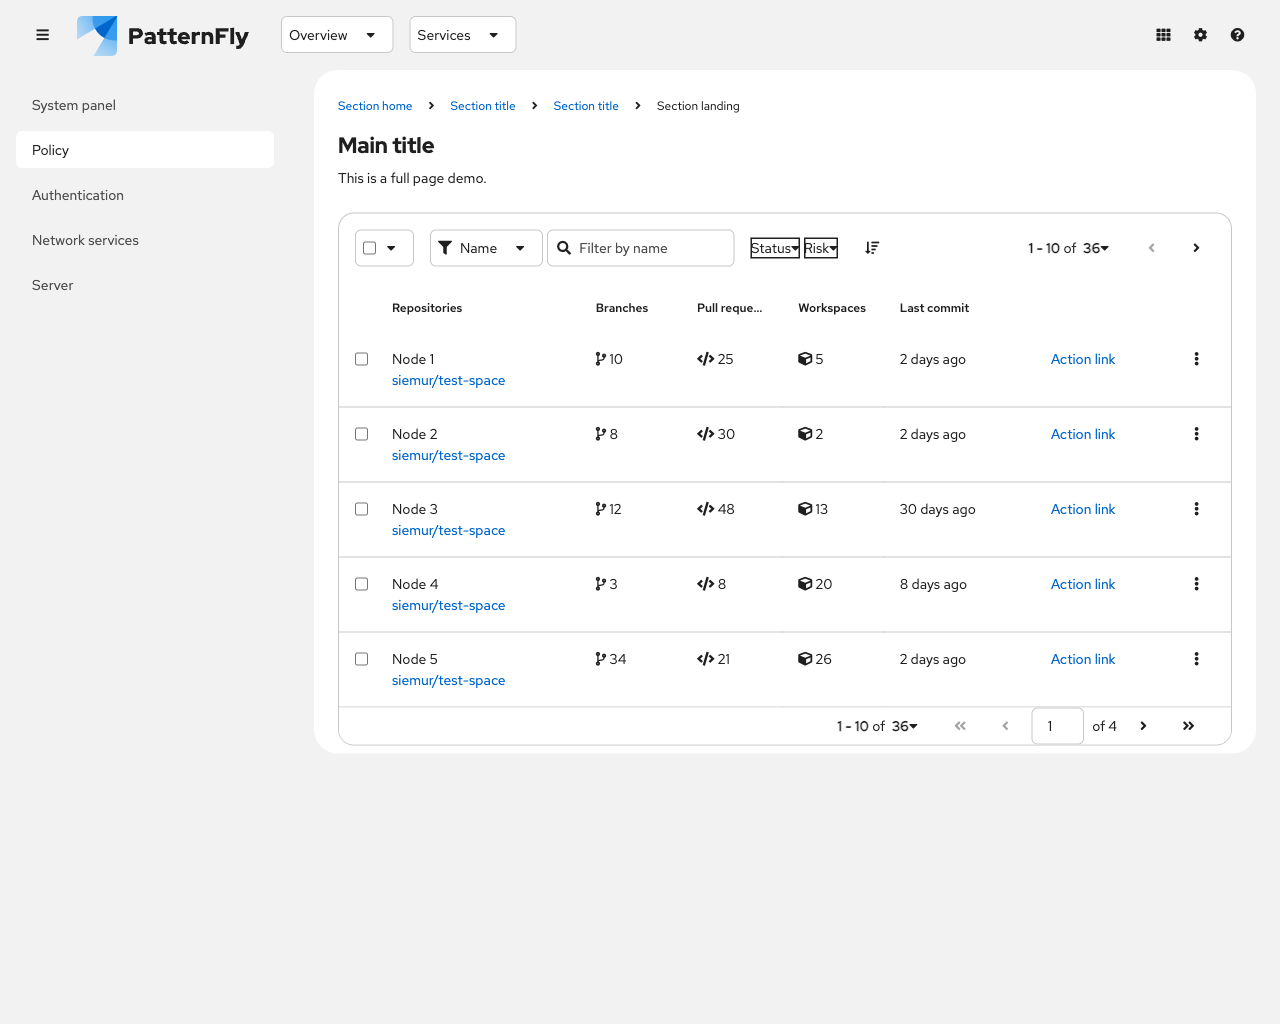 PatternFly Overview Services
System panel
Policy
Authentication
Network services
Server
Section home Section title Section title Section landing
Main title
This is a full page demo.
Name Filter by name Status Risk 1 - 10 of 36
Repositories Branches Pull reque... Workspaces Last commit
Node 1 10 25 5 2 days ago Action link
siemur/test-space
Node 2 8 30 2 2 days ago Action link
siemur/test-space
Node 3 12 48 13 30 days ago Action link
siemur/test-space
Node 4 3 8 20 8 days ago Action link
siemur/test-space
Node 5 34 21 26 2 days ago Action link
siemur/test-space
1 - 10 of 36 1 of 4